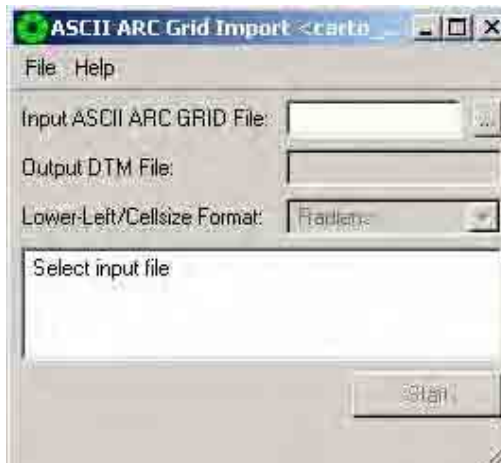 ASCII ARC Grid Import <carto_...
File Help
Input ASCII ARC GRID File:
...
Output DTM File:
Lower-Left/Cellsize Format: Radians
Select input file
Start